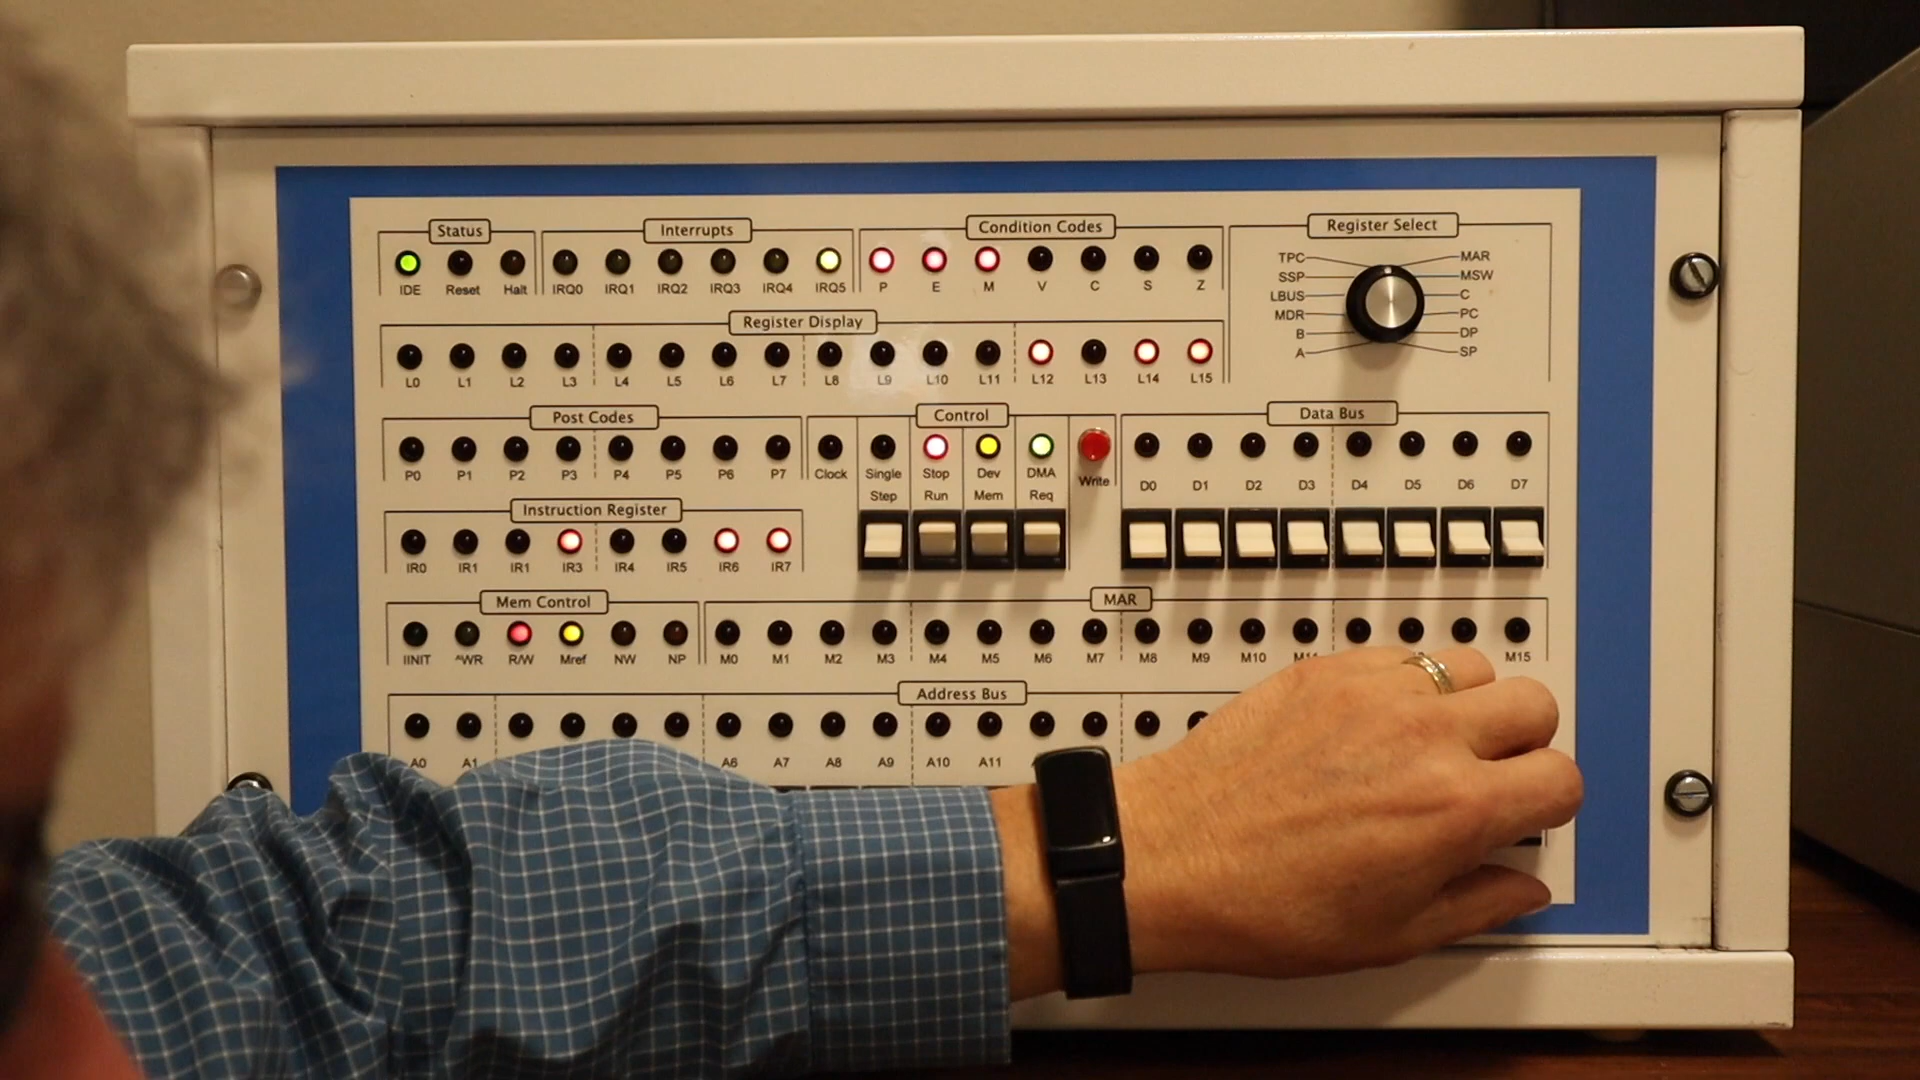 Status Interrupts Condition Codes Register Select
IDE Reset Halt IRQ0 IRQ1 IRQ2 IRQ3 IRQ4 IRQ5 P E M V C S Z
TPC MAR
SSP MSW
LBUS C
MDR PC
B DP
A SP
Register Display
L0 L1 L2 L3 L4 L5 L6 L7 L8 L9 L10 L11 L12 L13 L14 L15
Post Codes Control Data Bus
P0 P1 P2 P3 P4 P5 P6 P7 Clock Single Stop Dev DMA Write D0 D1 D2 D3 D4 D5 D6 D7
Step Run Mem Req
Instruction Register
IR0 IR1 IR1 IR3 IR4 IR5 IR6 IR7
Mem Control MAR
IINIT ^WR R/W Mref NW NP M0 M1 M2 M3 M4 M5 M6 M7 M8 M9 M10 M11 M15
Address Bus
A0 A1 A6 A7 A8 A9 A10 A11